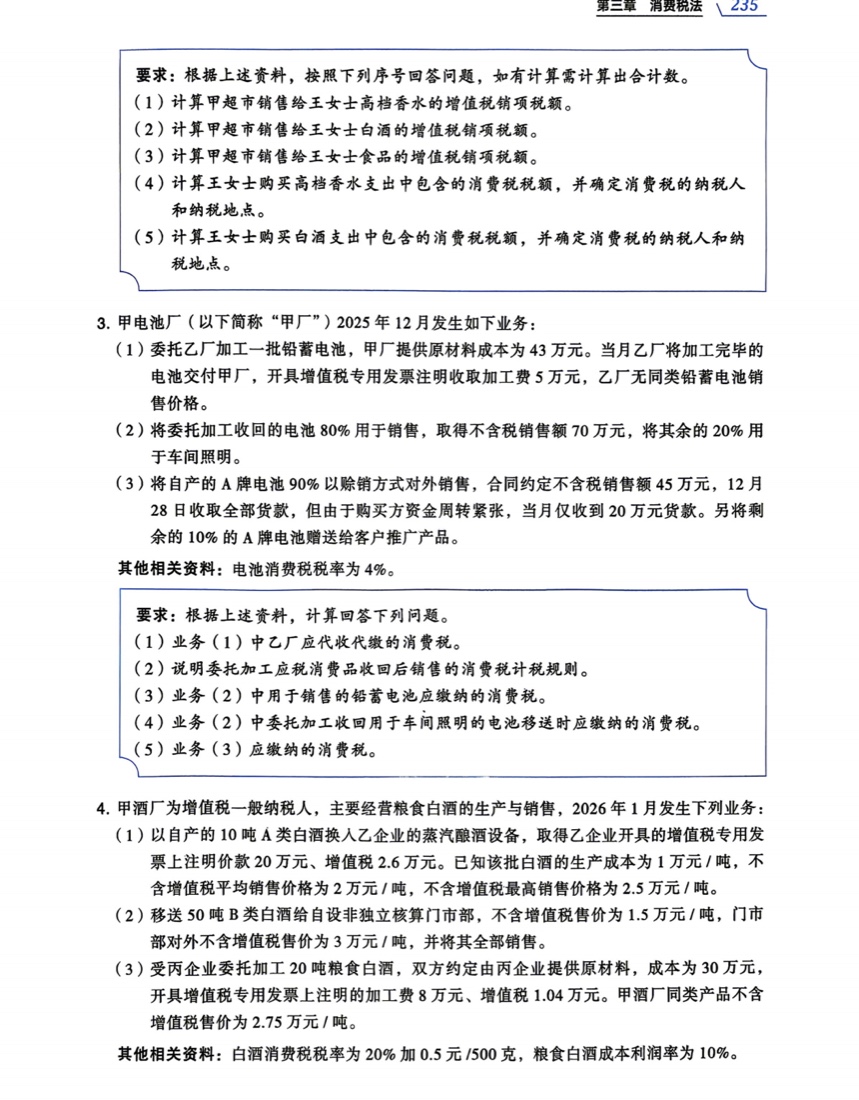 第三章 消费税法 235
要求：根据上述资料，按照下列序号回答问题，如有计算需计算出合计数。
（1）计算甲超市销售给王女士高档香水的增值税销项税额。
（2）计算甲超市销售给王女士白酒的增值税销项税额。
（3）计算甲超市销售给王女士食品的增值税销项税额。
（4）计算王女士购买高档香水支出中包含的消费税税额，并确定消费税的纳税人
和纳税地点。
（5）计算王女士购买白酒支出中包含的消费税税额，并确定消费税的纳税人和纳
税地点。
3. 甲电池厂（以下简称“甲厂”）2025 年 12 月发生如下业务：
（1）委托乙厂加工一批铅蓄电池，甲厂提供原材料成本为 43 万元。当月乙厂将加工完毕的
电池交付甲厂，开具增值税专用发票注明收取加工费 5 万元，乙厂无同类铅蓄电池销
售价格。
（2）将委托加工收回的电池 80% 用于销售，取得不含税销售额 70 万元，将其余的 20% 用
于车间照明。
（3）将自产的 A 牌电池 90% 以赊销方式对外销售，合同约定不含税销售额 45 万元，12 月
28 日收取全部货款，但由于购买方资金周转紧张，当月仅收到 20 万元货款。另将剩
余的 10% 的 A 牌电池赠送给客户推广产品。
其他相关资料：电池消费税税率为 4%。
要求：根据上述资料，计算回答下列问题。
（1）业务（1）中乙厂应代收代缴的消费税。
（2）说明委托加工应税消费品收回后销售的消费税计税规则。
（3）业务（2）中用于销售的铅蓄电池应缴纳的消费税。
（4）业务（2）中委托加工收回用于车间照明的电池移送时应缴纳的消费税。
（5）业务（3）应缴纳的消费税。
4. 甲酒厂为增值税一般纳税人，主要经营粮食白酒的生产与销售，2026 年 1 月发生下列业务：
（1）以自产的 10 吨 A 类白酒换入乙企业的蒸汽酿酒设备，取得乙企业开具的增值税专用发
票上注明价款 20 万元、增值税 2.6 万元。已知该批白酒的生产成本为 1 万元 / 吨，不
含增值税平均销售价格为 2 万元 / 吨，不含增值税最高销售价格为 2.5 万元 / 吨。
（2）移送 50 吨 B 类白酒给自设非独立核算门市部，不含增值税售价为 1.5 万元 / 吨，门市
部对外不含增值税售价为 3 万元 / 吨，并将其全部销售。
（3）受丙企业委托加工 20 吨粮食白酒，双方约定由丙企业提供原材料，成本为 30 万元，
开具增值税专用发票上注明的加工费 8 万元、增值税 1.04 万元。甲酒厂同类产品不含
增值税售价为 2.75 万元 / 吨。
其他相关资料：白酒消费税税率为 20% 加 0.5 元 /500 克，粮食白酒成本利润率为 10%。